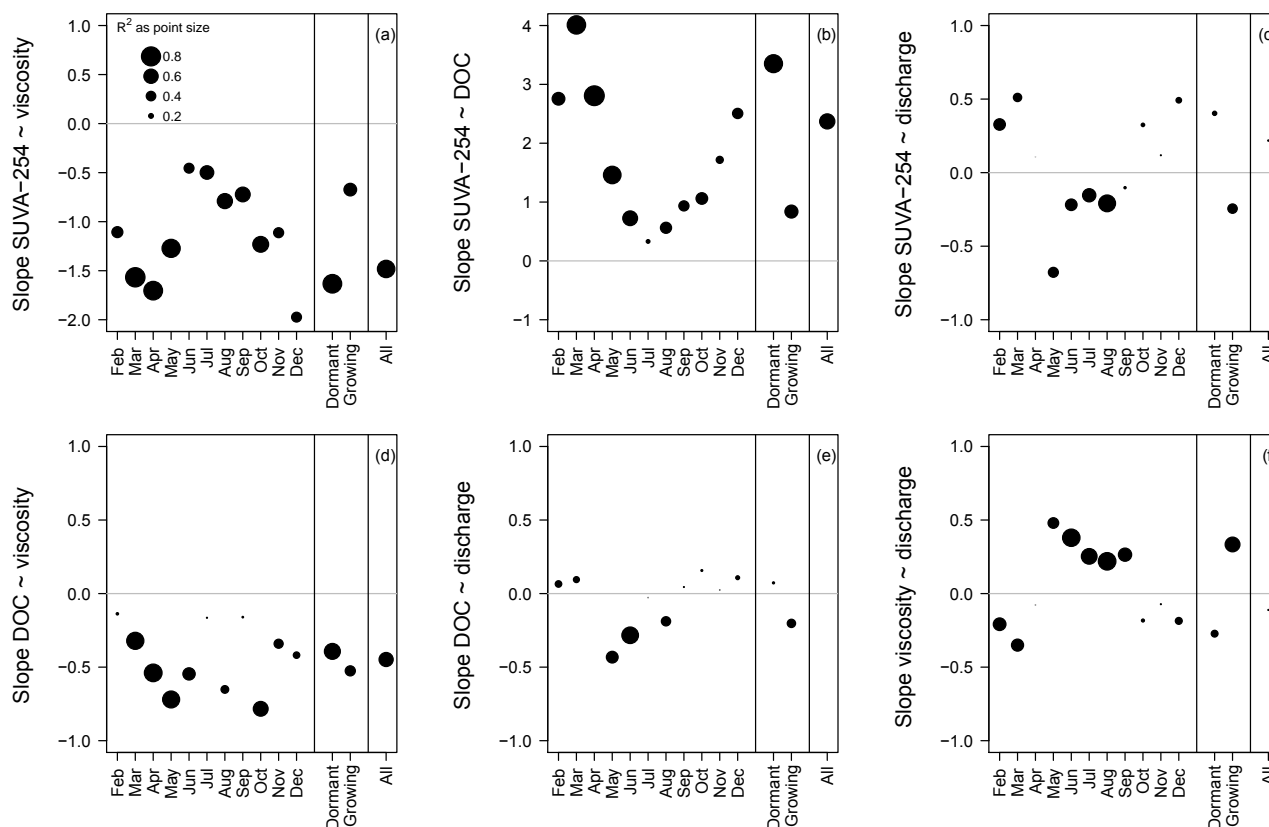 R2 as point size
0.8
0.6
0.4
0.2
(a)
Slope SUVA−254 ~ viscosity
1.0
0.5
0.0
−0.5
−1.0
−1.5
−2.0
Feb Mar Apr May Jun Jul Aug Sep Oct Nov Dec Dormant Growing All
(b)
Slope SUVA−254 ~ DOC
4
3
2
1
0
−1
Feb Mar Apr May Jun Jul Aug Sep Oct Nov Dec Dormant Growing All
(c
Slope SUVA−254 ~ discharge
1.0
0.5
0.0
−0.5
−1.0
Feb Mar Apr May Jun Jul Aug Sep Oct Nov Dec Dormant Growing All
(d)
Slope DOC ~ viscosity
1.0
0.5
0.0
−0.5
−1.0
Feb Mar Apr May Jun Jul Aug Sep Oct Nov Dec Dormant Growing All
(e)
Slope DOC ~ discharge
1.0
0.5
0.0
−0.5
−1.0
Feb Mar Apr May Jun Jul Aug Sep Oct Nov Dec Dormant Growing All
(f
Slope viscosity ~ discharge
1.0
0.5
0.0
−0.5
−1.0
Feb Mar Apr May Jun Jul Aug Sep Oct Nov Dec Dormant Growing All